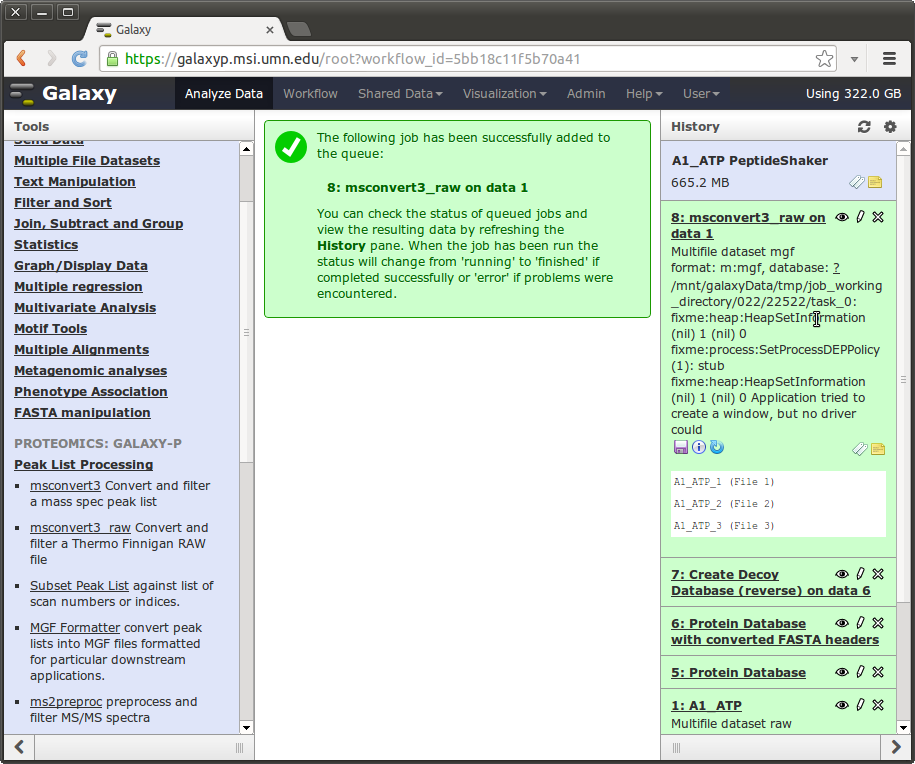 Galaxy
https://galaxyp.msi.umn.edu/root?workflow_id=5bb18c11f5b70a41
Galaxy
Analyze Data
Workflow
Shared Data
Visualization
Admin
Help
User
Using 322.0 GB
Tools
Send Data
Multiple File Datasets
Text Manipulation
Filter and Sort
Join, Subtract and Group
Statistics
Graph/Display Data
Multiple regression
Multivariate Analysis
Motif Tools
Multiple Alignments
Metagenomic analyses
Phenotype Association
FASTA manipulation
PROTEOMICS: GALAXY-P
Peak List Processing
msconvert3 Convert and filter
a mass spec peak list
msconvert3_raw Convert and
filter a Thermo Finnigan RAW
file
Subset Peak List against list of
scan numbers or indices.
MGF Formatter convert peak
lists into MGF files formatted
for particular downstream
applications.
ms2preproc preprocess and
filter MS/MS spectra
The following job has been successfully added to
the queue:
8: msconvert3_raw on data 1
You can check the status of queued jobs and
view the resulting data by refreshing the
History pane. When the job has been run the
status will change from 'running' to 'finished' if
completed successfully or 'error' if problems were
encountered.
History
A1_ATP PeptideShaker
665.2 MB
8: msconvert3_raw on
data 1
Multifile dataset mgf
format: m:mgf, database: ?
/mnt/galaxyData/tmp/job_working
_directory/022/22522/task_0:
fixme:heap:HeapSetInformation
(nil) 1 (nil) 0
fixme:process:SetProcessDEPPolicy
(1): stub
fixme:heap:HeapSetInformation
(nil) 1 (nil) 0 Application tried to
create a window, but no driver
could
A1_ATP_1 (File 1)
A1_ATP_2 (File 2)
A1_ATP_3 (File 3)
7: Create Decoy
Database (reverse) on data 6
6: Protein Database
with converted FASTA headers
5: Protein Database
1: A1_ATP
Multifile dataset raw